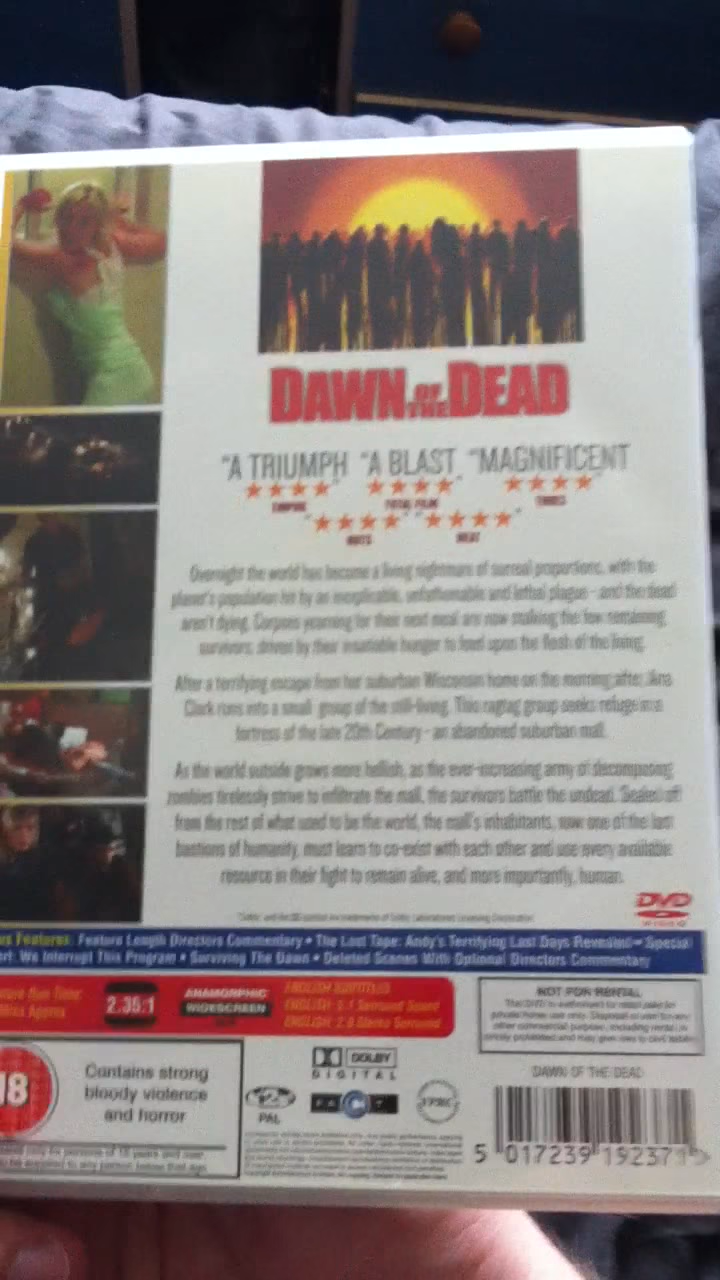 DAWN OF THE DEAD
"A TRIUMPH" "A BLAST" "MAGNIFICENT"
EMPIRE TOTAL FILM TIMES
NUTS HEAT
Overnight the world has become a living nightmare of surreal proportions, with the
planet's population hit by an inexplicable, unfathomable and lethal plague - and the dead
aren't dying. Corpses yearning for their next meal are now stalking the few remaining
survivors, driven by their insatiable hunger to feed upon the flesh of the living.
After a terrifying escape from her suburban Wisconsin home on the morning after, Ana
Clark runs into a small group of the still-living. This ragtag group seeks refuge in a
fortress of the late 20th Century - an abandoned suburban mall.
As the world outside grows more hellish, as the ever-increasing army of decomposing
zombies tirelessly strive to infiltrate the mall, the survivors battle the undead. Sealed off
from the rest of what used to be the world, the mall's inhabitants, now one of the last
bastions of humanity, must learn to co-exist with each other and use every available
resource in their fight to remain alive, and more importantly, human.
DVD
VIDEO
Features: Feature Length Directors Commentary • The Lost Tape: Andy's Terrifying Last Days Revealed • Special
We Interrupt This Program • Surviving The Dawn • Deleted Scenes With Optional Directors Commentary
Run Time:
Approx
2.35:1
ANAMORPHIC
WIDESCREEN
ENGLISH SUBTITLES
ENGLISH: 5.1 Surround Sound
ENGLISH: 2.0 Stereo Surround
NOT FOR RENTAL
18
Contains strong
bloody violence
and horror
DOLBY
DIGITAL
PAL
FACT
DAWN OF THE DEAD
5 017239 192371